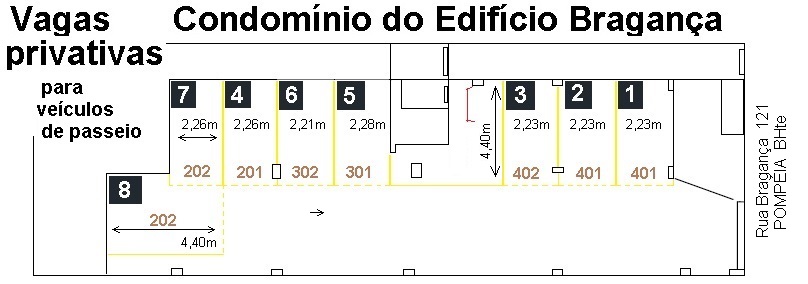 Vagas Condomínio do Edifício Bragança
privativas
para
veículos
de passeio
7 4 6 5 3 2 1
2,26m 2,26m 2,21m 2,28m 4,40m 2,23m 2,23m 2,23m
202 201 302 301 402 401 401
8
202
4,40m
Rua Bragança 121
POMPÉIA BHte